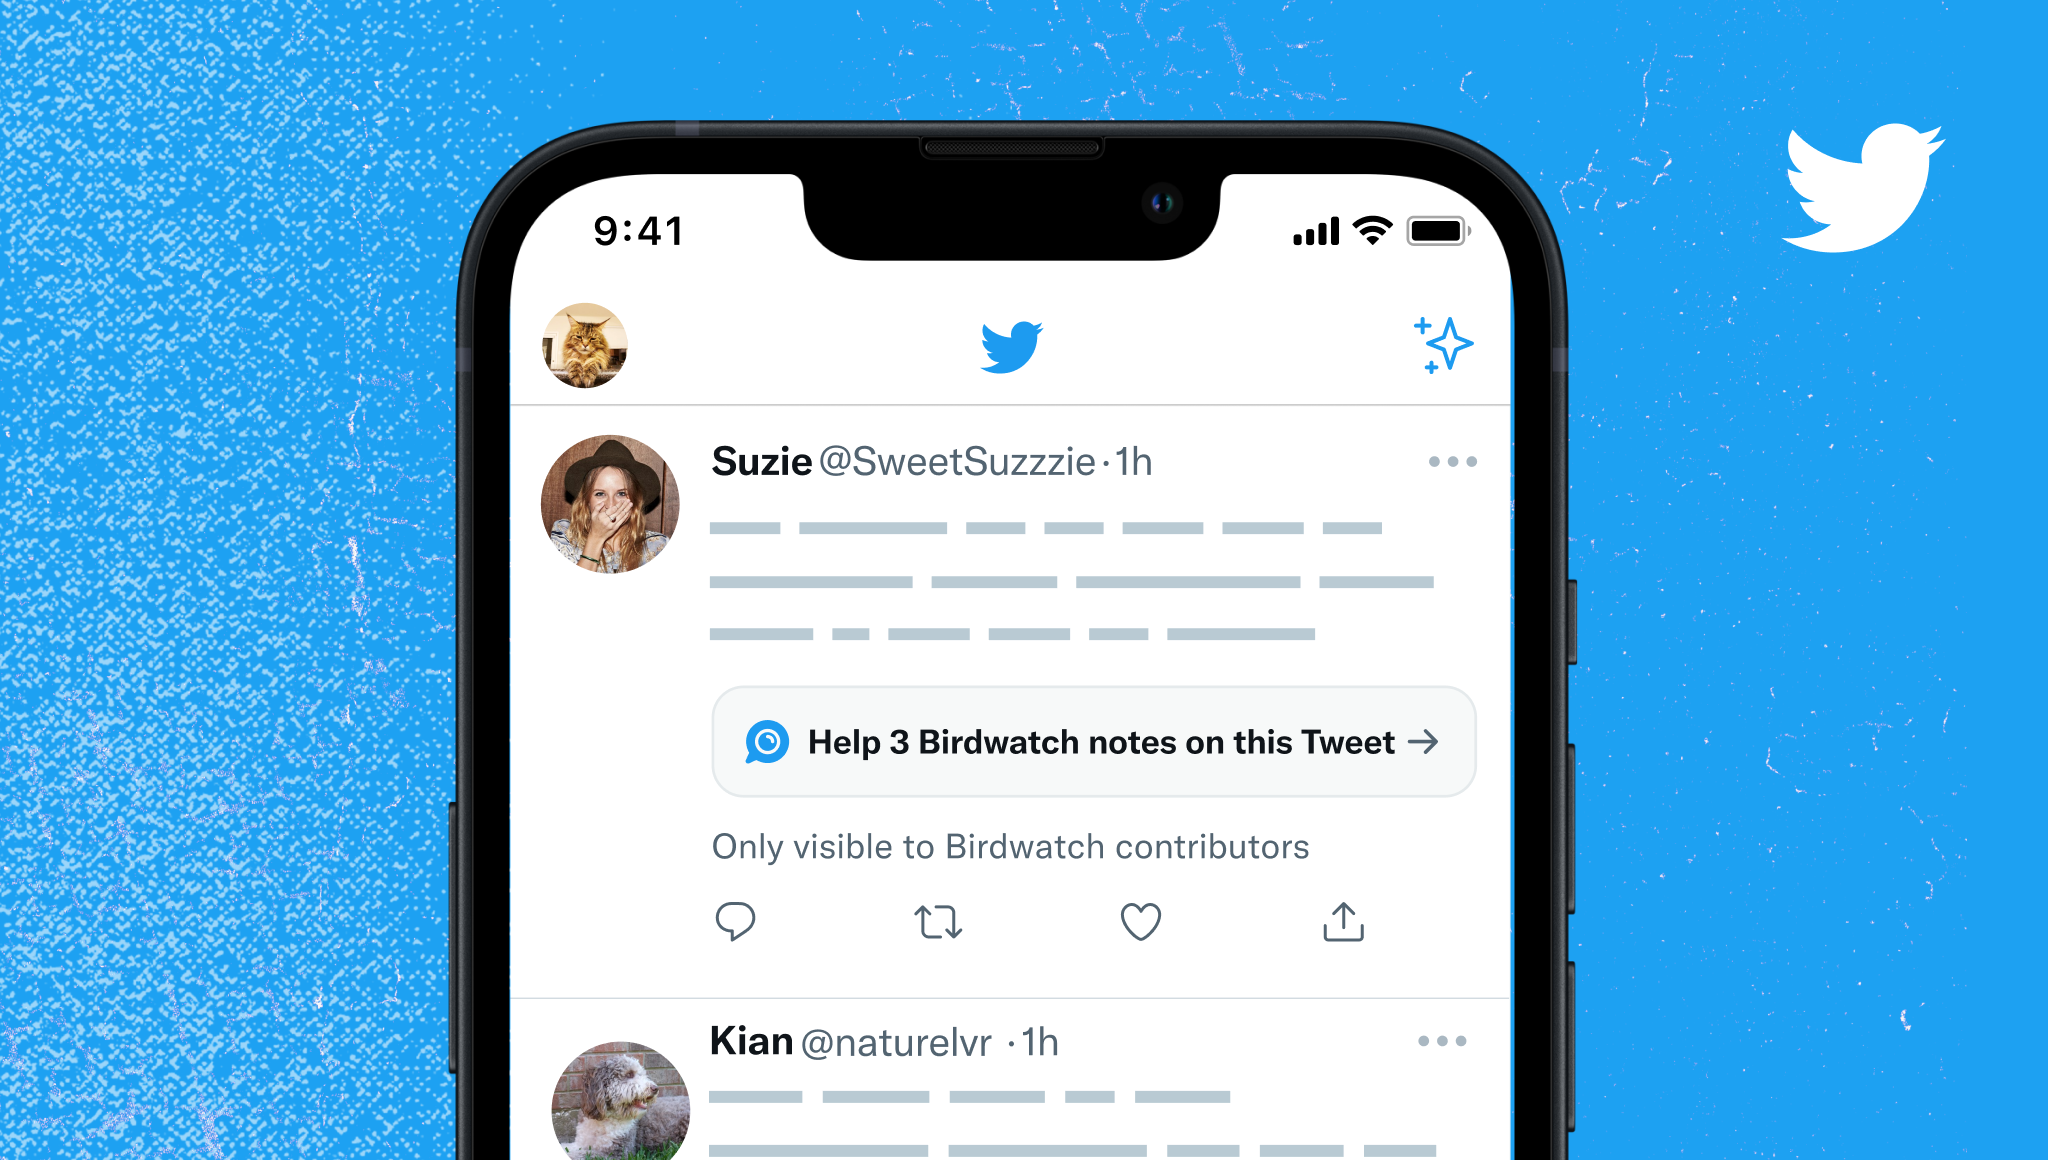 9:41
Suzie @SweetSuzzzie · 1h
Help 3 Birdwatch notes on this Tweet →
Only visible to Birdwatch contributors
Kian @naturelvr · 1h